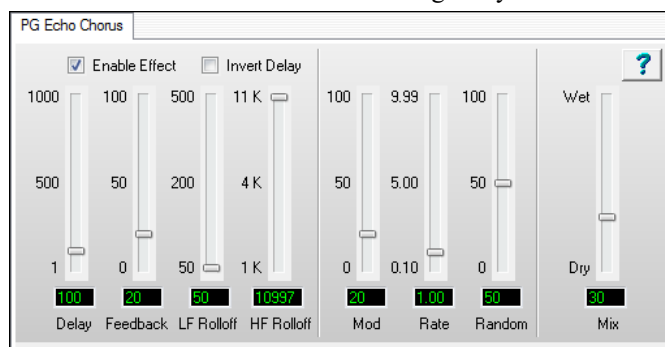 PG Echo Chorus
Enable Effect Invert Delay ?
1000 100 500 11 K 100 9.99 100 Wet
500 50 200 4 K 50 5.00 50
1 0 50 1 K 0 0.10 0 Dry
100 20 50 10997 20 1.00 50 30
Delay Feedback LF Rolloff HF Rolloff Mod Rate Random Mix